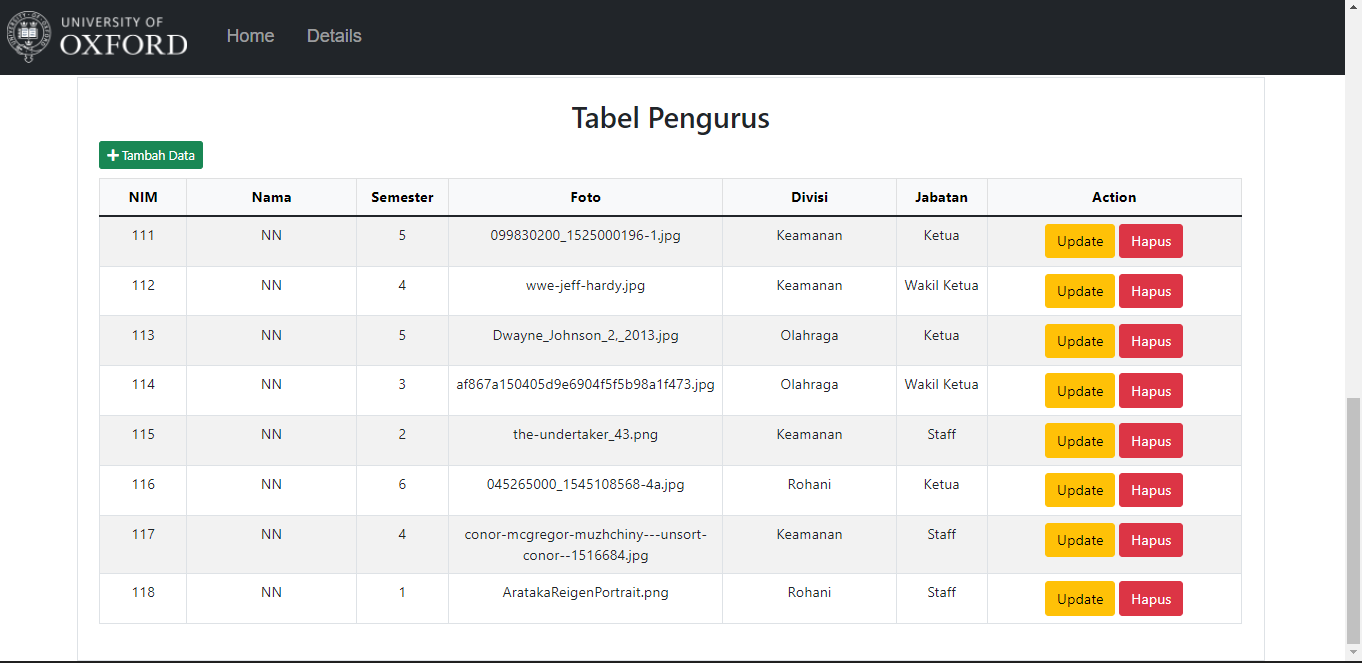 UNIVERSITY OF
OXFORD
Home Details
Tabel Pengurus
Tambah Data
NIM Nama Semester Foto Divisi Jabatan Action
111 NN 5 099830200_1525000196-1.jpg Keamanan Ketua Update Hapus
112 NN 4 wwe-jeff-hardy.jpg Keamanan Wakil Ketua Update Hapus
113 NN 5 Dwayne_Johnson_2,_2013.jpg Olahraga Ketua Update Hapus
114 NN 3 af867a150405d9e6904f5f5b98a1f473.jpg Olahraga Wakil Ketua Update Hapus
115 NN 2 the-undertaker_43.png Keamanan Staff Update Hapus
116 NN 6 045265000_1545108568-4a.jpg Rohani Ketua Update Hapus
117 NN 4 conor-mcgregor-muzhchiny---unsort- Keamanan Staff Update Hapus
conor--1516684.jpg
118 NN 1 AratakaReigenPortrait.png Rohani Staff Update Hapus